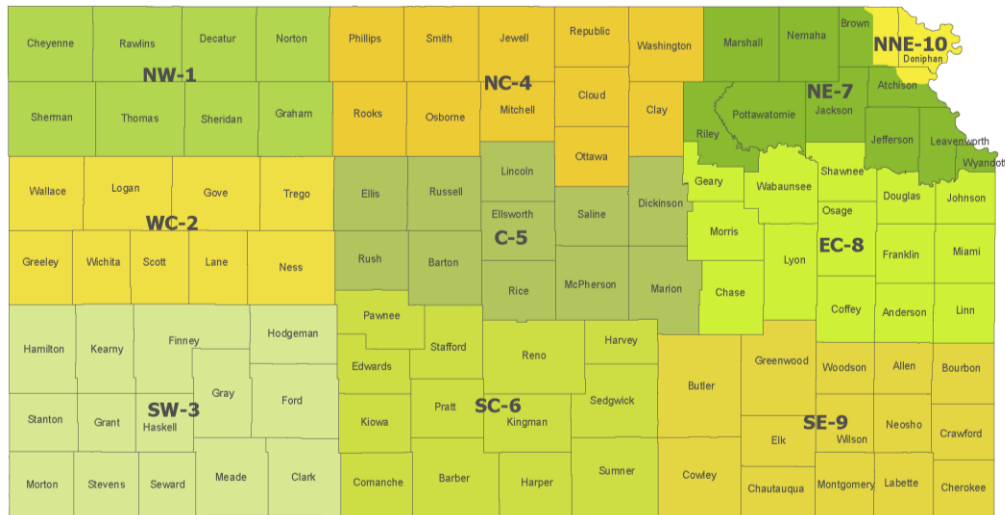 Cheyenne Rawlins Decatur Norton Phillips Smith Jewell Republic Washington Marshall Nemaha Brown Doniphan
NW-1 NC-4 NE-7 NNE-10
Sherman Thomas Sheridan Graham Rooks Osborne Mitchell Cloud Clay Riley Pottawatomie Jackson Atchison
Jefferson Leavenworth
Wyandott
Ottawa
Wallace Logan Gove Trego Ellis Russell Lincoln Saline Dickinson Geary Wabaunsee Shawnee Douglas Johnson
WC-2 C-5 EC-8
Ellsworth Morris Osage
Greeley Wichita Scott Lane Ness Rush Barton Rice McPherson Marion Chase Lyon Coffey Franklin Miami
Anderson Linn
Hamilton Kearny Finney Hodgeman Pawnee Stafford Reno Harvey Butler Greenwood Woodson Allen Bourbon
Edwards
Gray Ford
SW-3 SC-6 SE-9
Stanton Grant Haskell Kiowa Pratt Kingman Sedgwick Elk Wilson Neosho Crawford
Morton Stevens Seward Meade Clark Comanche Barber Harper Sumner Cowley Chautauqua Montgomery Labette Cherokee